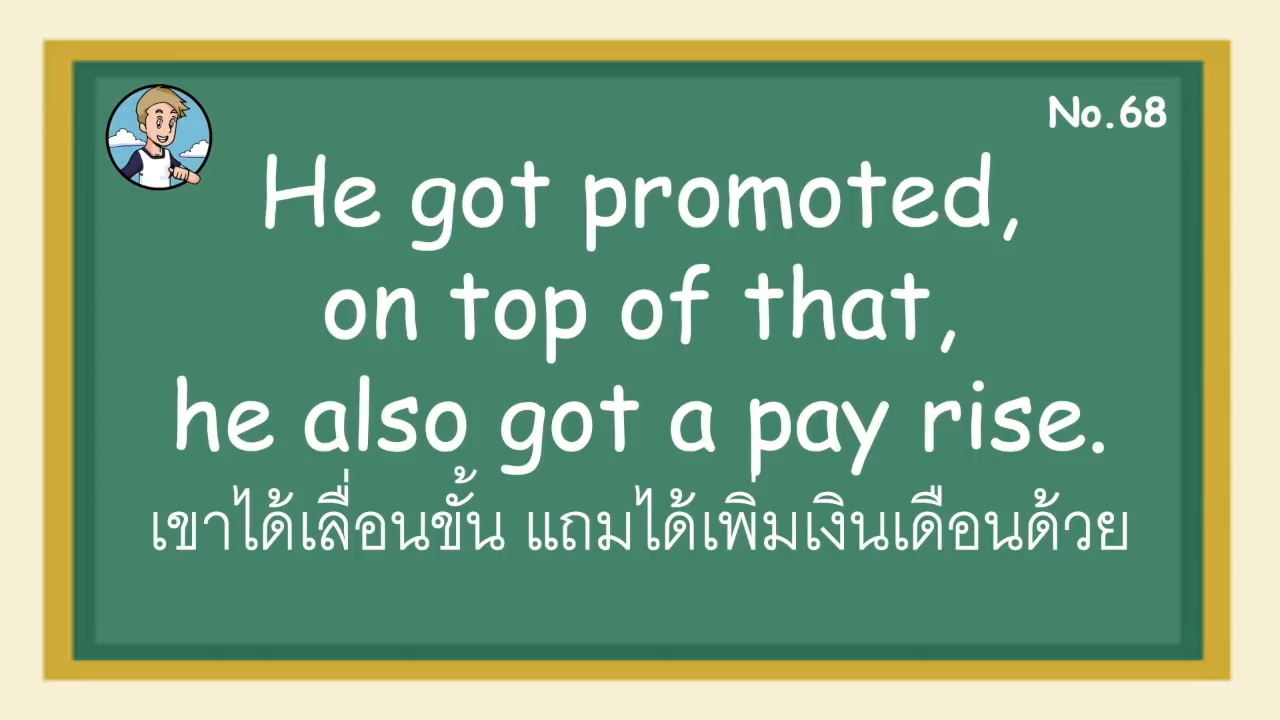 No.68
He got promoted,
on top of that,
he also got a pay rise.
เขาได้เลื่อนขั้น แถมได้เพิ่มเงินเดือนด้วย